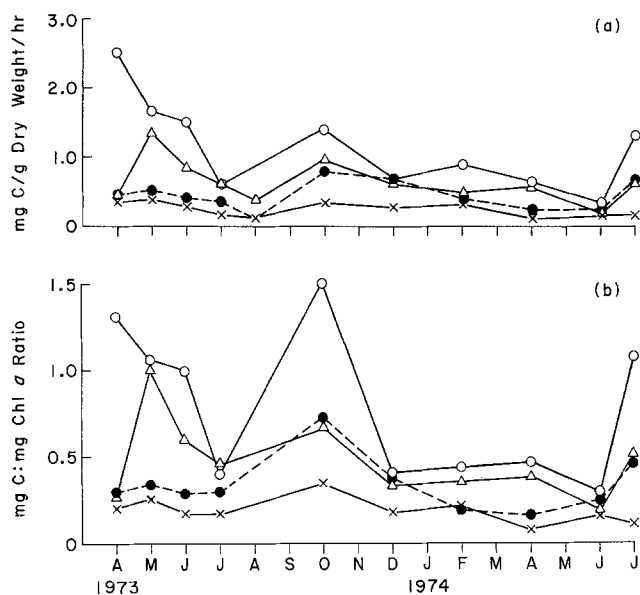 (a)
mg C/g Dry Weight/hr
3.0
2.0
1.0
0
(b)
mg C:mg Chl a Ratio
1.5
1.0
0.5
0
A M J J A S O N D J F M A M J J
1973 1974